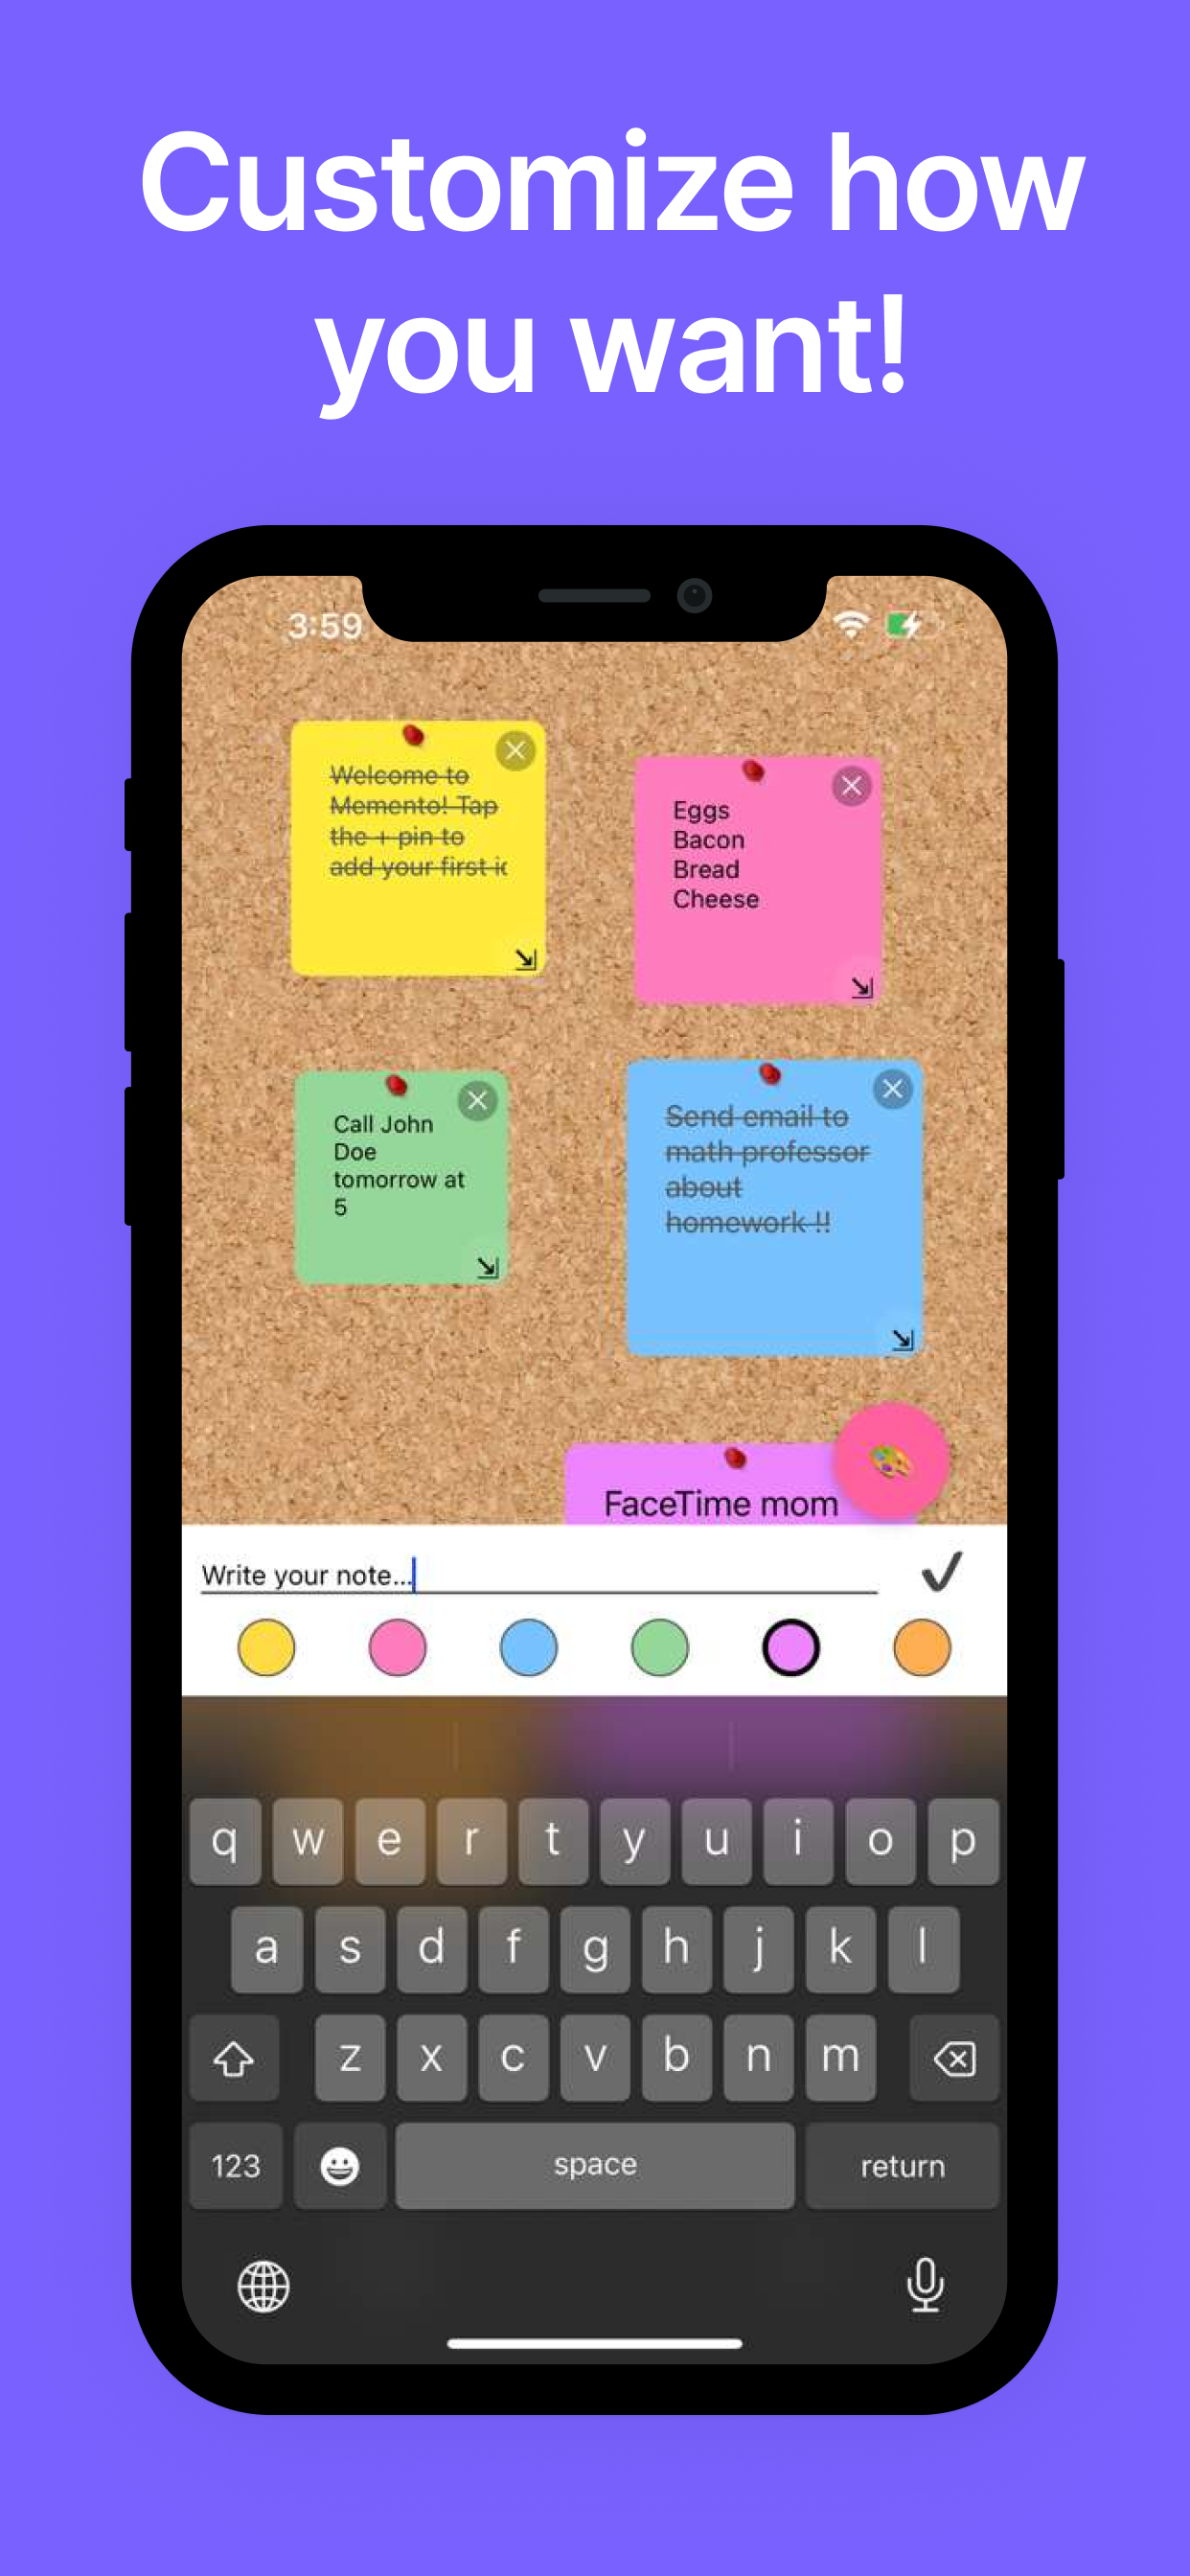 Customize how
you want!
3:59
Welcome to
Memento! Tap
the + pin to
add your first
Eggs
Bacon
Bread
Cheese
Call John
Doe
tomorrow at
5
Send email to
math professor
about
homework !!
FaceTime mom
Write your note...
q w e r t y u i o p
a s d f g h j k l
z x c v b n m
123 space return